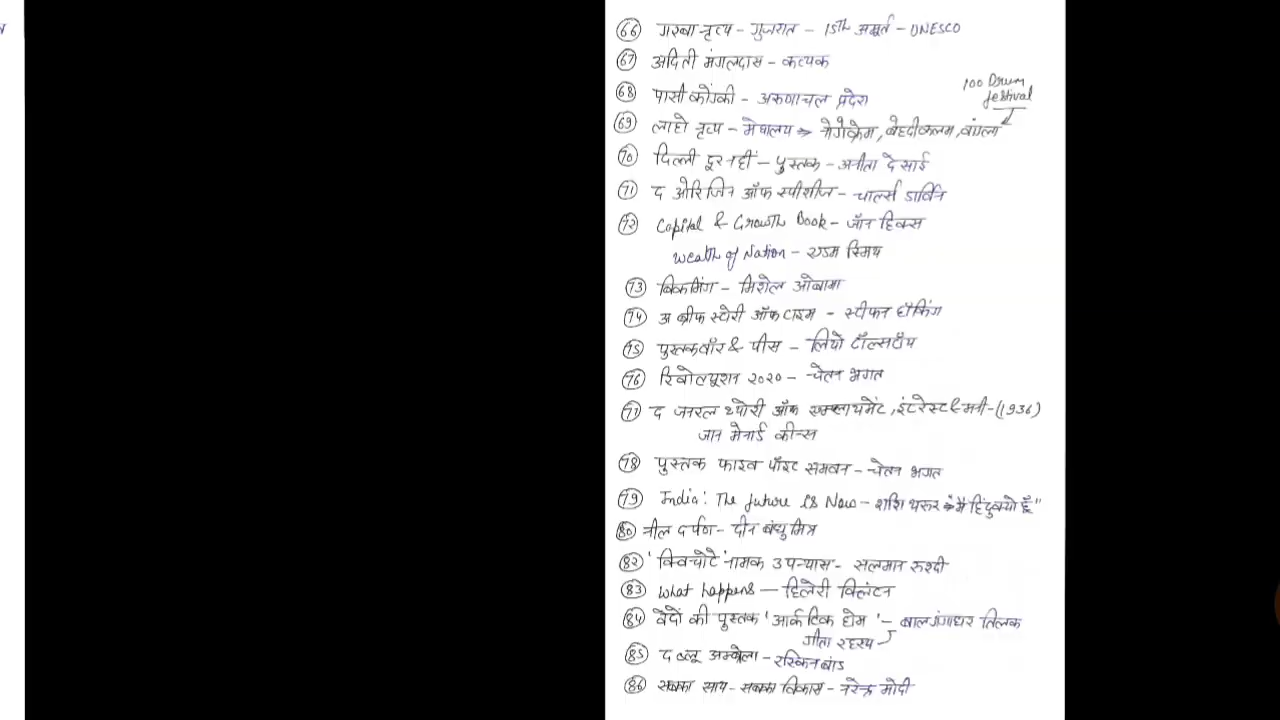 66 गरबा नृत्य - गुजरात - 15th अमूर्त - UNESCO
67 अदिती मंगलदास - कत्थक
100 Drum
festival
68 पासी कोंगकी - अरुणाचल प्रदेश
69 लाहो नृत्य - मेघालय → नोंगक्रेम, बेहदीकलम, वांगला
70 दिल्ली दूर नहीं - पुस्तक - अनीता देसाई
71 द ओरिजिन ऑफ स्पीशीज - चार्ल्स डार्विन
72 Capital & Growth Book - जॉन हिक्स
Wealth of Nation - एडम स्मिथ
73 बिकमिंग - मिशेल ओबामा
74 अ ब्रीफ स्टोरी ऑफ टाइम - स्टीफन हॉकिंग
75 पुस्तक वॉर & पीस - लियो टॉल्सटॉय
76 रिवोल्यूशन २०२० - चेतन भगत
77 द जनरल थ्योरी ऑफ एम्प्लायमेंट, इंटरेस्ट & मनी - (1936)
जान मेनार्ड कीन्स
78 पुस्तक फाइव पॉइंट समवन - चेतन भगत
79 India: The future is Now - शशि थरूर → "मैं हिंदु क्यो हूँ"
80 नील दर्पण - दीन बंधु मित्र
82 'क्विचोटे' नामक उपन्यास - सलमान रुश्दी
83 What happens — हिलेरी क्लिंटन
84 वेदों की पुस्तक 'आर्कटिक होम' - बाल गंगाधर तिलक
गीता रहस्य
85 द ब्लू अम्ब्रेला - रस्किन बांड
86 सबका साथ - सबका विकास - नरेन्द्र मोदी